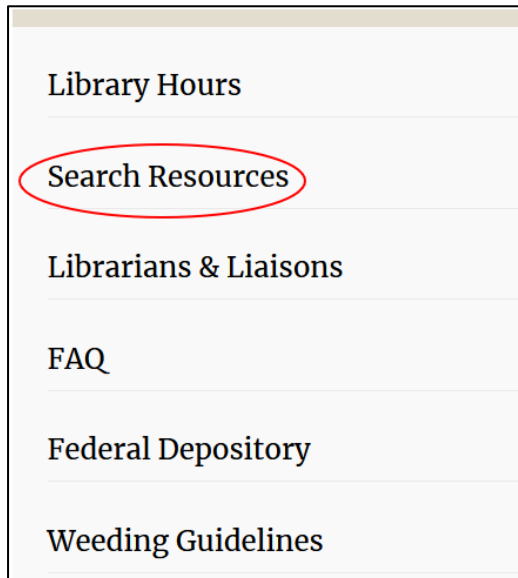 Library Hours
Search Resources
Librarians & Liaisons
FAQ
Federal Depository
Weeding Guidelines